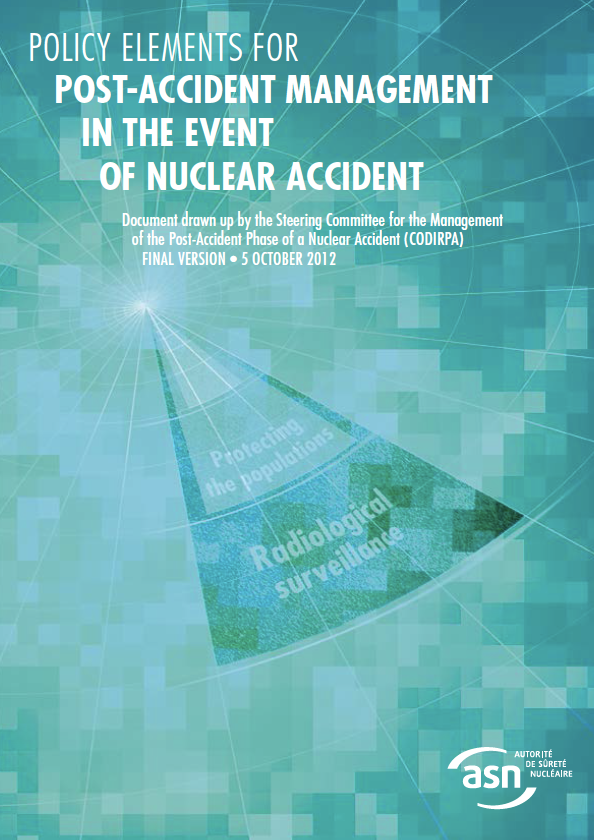 POLICY ELEMENTS FOR
POST-ACCIDENT MANAGEMENT
IN THE EVENT
OF NUCLEAR ACCIDENT
Document drawn up by the Steering Committee for the Management
of the Post-Accident Phase of a Nuclear Accident (CODIRPA)
FINAL VERSION • 5 OCTOBER 2012
Protecting
the populations
Radiological
surveillance
asn
AUTORITÉ
DE SÛRETÉ
NUCLÉAIRE